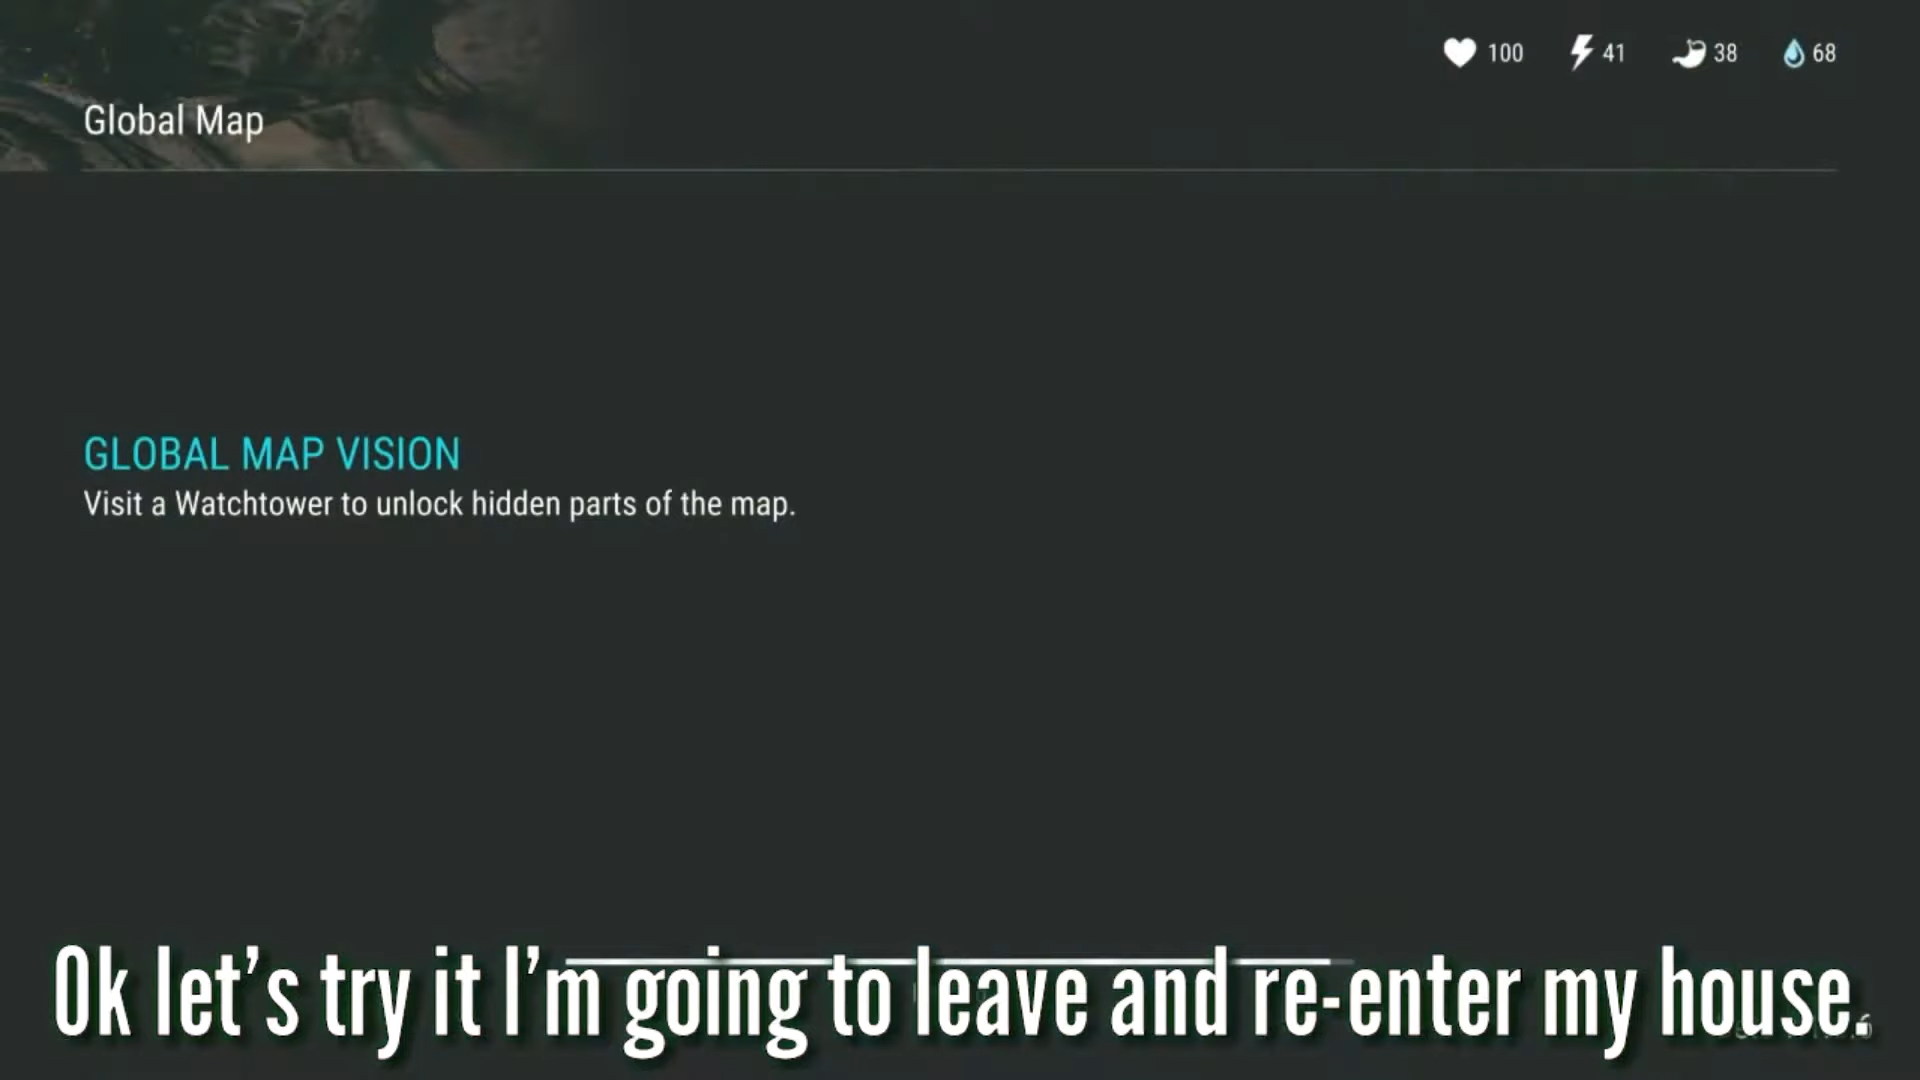 100 41 38 68
Global Map
GLOBAL MAP VISION
Visit a Watchtower to unlock hidden parts of the map.
Ok let's try it I'm going to leave and re-enter my house.